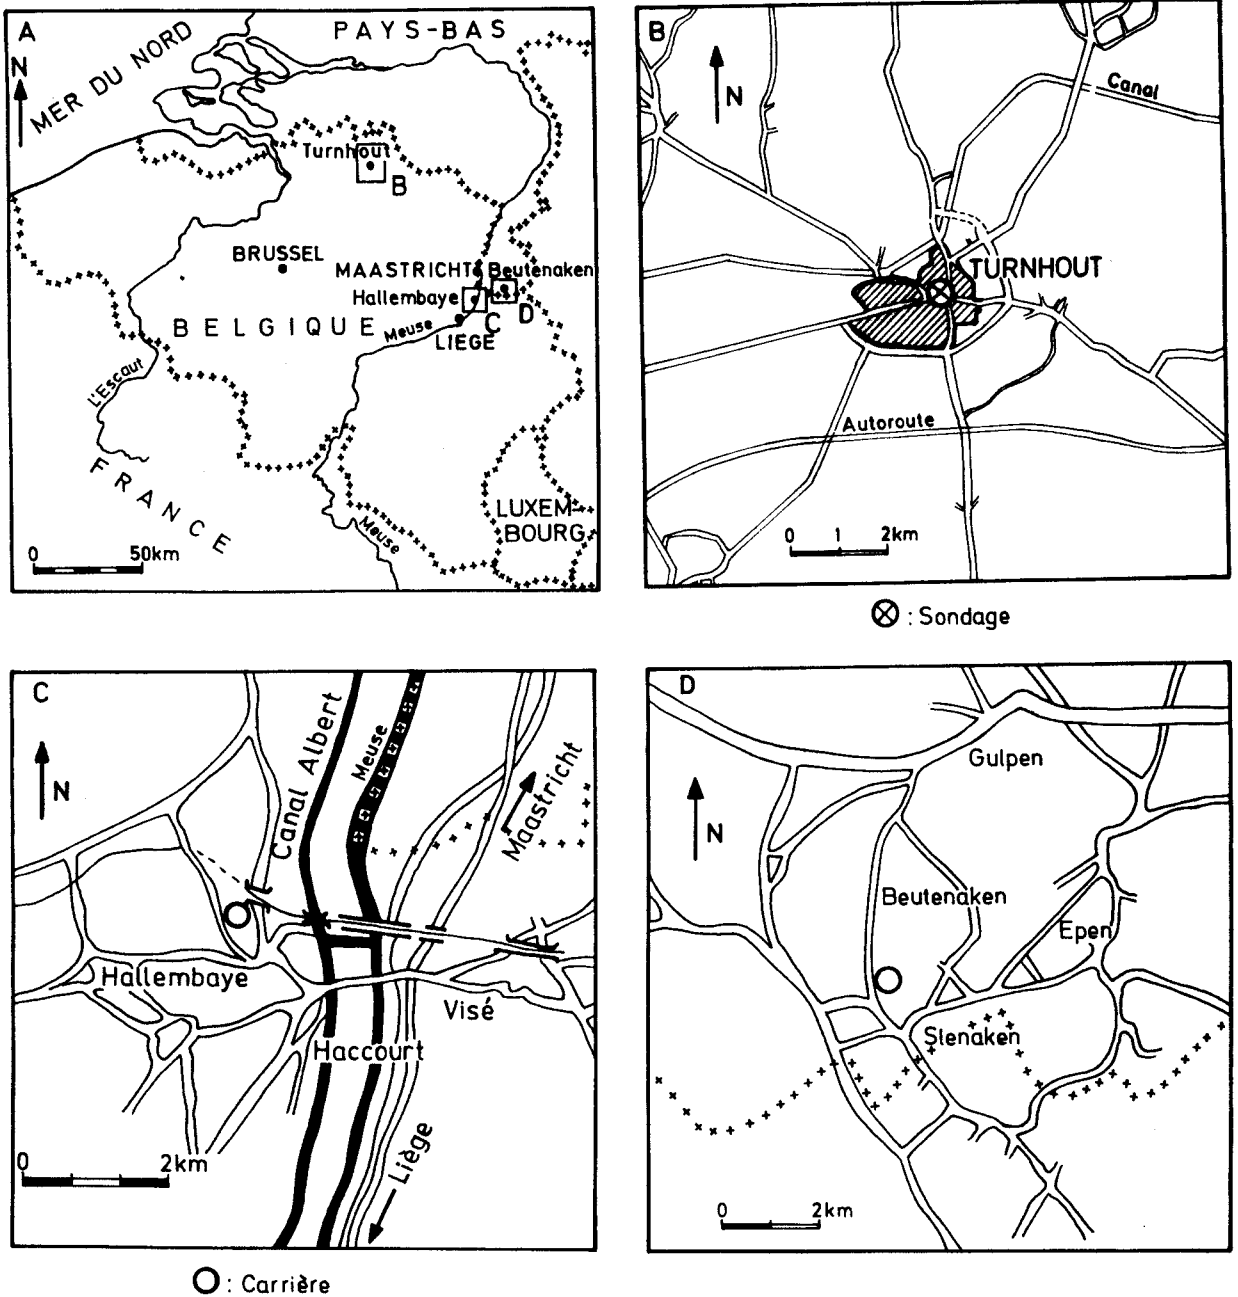 A
MER DU NORD
PAYS-BAS
N
Turnhout
B
BRUSSEL
MAASTRICHT
Beutenaken
Hallembaye
C
D
BELGIQUE
Meuse
LIEGE
L'Escaut
FRANCE
Meuse
LUXEM-
BOURG
0 50km
B
N
Canal
TURNHOUT
Autoroute
0 1 2km
: Sondage
C
N
Canal Albert
Meuse
Maastricht
Hallembaye
Visé
Haccourt
Liège
0 2km
: Carrière
D
N
Gulpen
Beutenaken
Epen
Slenaken
0 2km